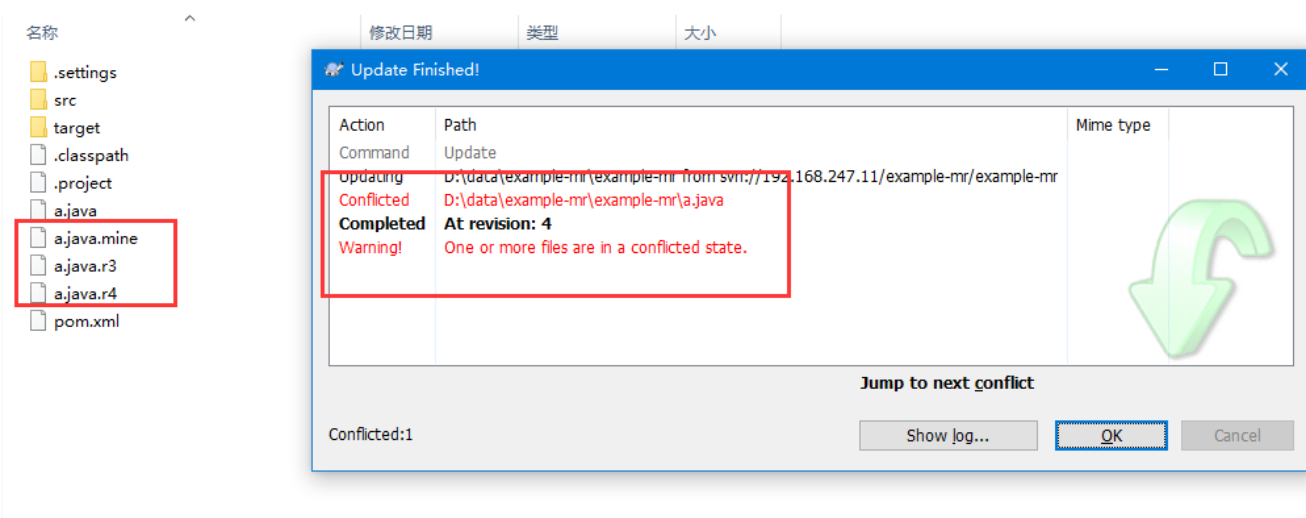 名称 修改日期 类型 大小
.settings
src
target
.classpath
.project
a.java
a.java.mine
a.java.r3
a.java.r4
pom.xml
Update Finished!
Action Path Mime type
Command Update
Updating D:\data\example-mr\example-mr from svn://192.168.247.11/example-mr/example-mr
Conflicted D:\data\example-mr\example-mr\a.java
Completed At revision: 4
Warning! One or more files are in a conflicted state.
Jump to next conflict
Conflicted:1 Show log... OK Cancel